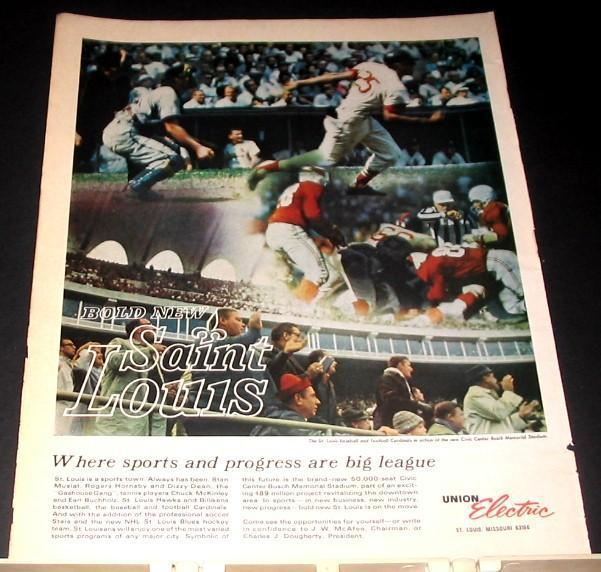 BOLD NEW
Saint
Louis
The St. Louis baseball and football Cardinals in action at the new Civic Center Busch Memorial Stadium.
Where sports and progress are big league
St. Louis is a sports town. Always has been. Stan
Musial, Rogers Hornsby and Dizzy Dean, the
"Gashouse Gang", tennis players Chuck McKinley
and Earl Buchholz, St. Louis Hawks and Billikens
basketball, the baseball and football Cardinals.
And with the addition of the professional soccer
Stars and the new NHL St. Louis Blues hockey
team, St. Louisans will enjoy one of the most varied
sports programs of any major city. Symbolic of
this future is the brand-new 50,000 seat Civic
Center Busch Memorial Stadium, part of an excit-
ing $89 million project revitalizing the downtown
area. In sports — in new business, new industry,
new progress — bold new St. Louis is on the move.
Come see the opportunities for yourself—or write
in confidence to J. W. McAfee, Chairman, or
Charles J. Dougherty, President.
UNION
Electric
ST. LOUIS, MISSOURI 63166